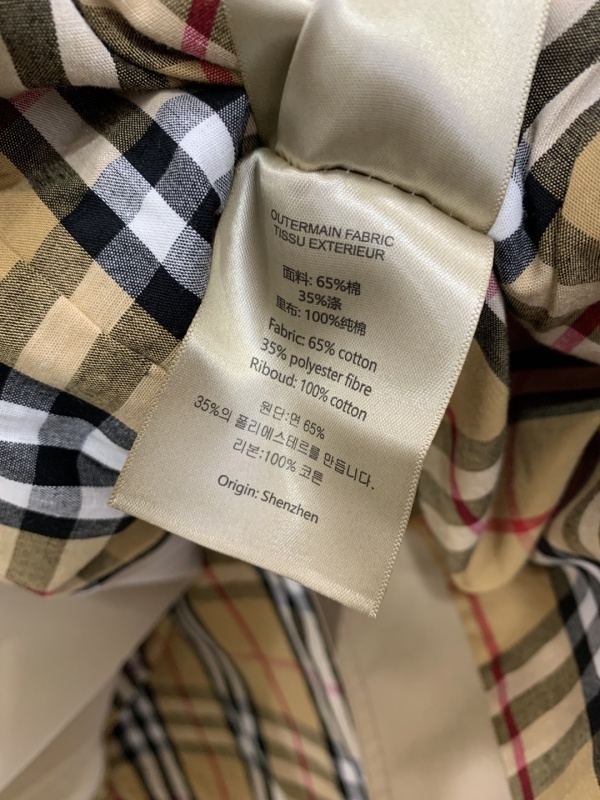 OUTERMAIN FABRIC
TISSU EXTERIEUR
面料: 65%棉
35%涤
里布: 100%纯棉
Fabric: 65% cotton
35% polyester fibre
Riboud: 100% cotton
원단:면 65%
35%의 폴리에스테르를 만듭니다.
리본:100% 코튼
Origin: Shenzhen